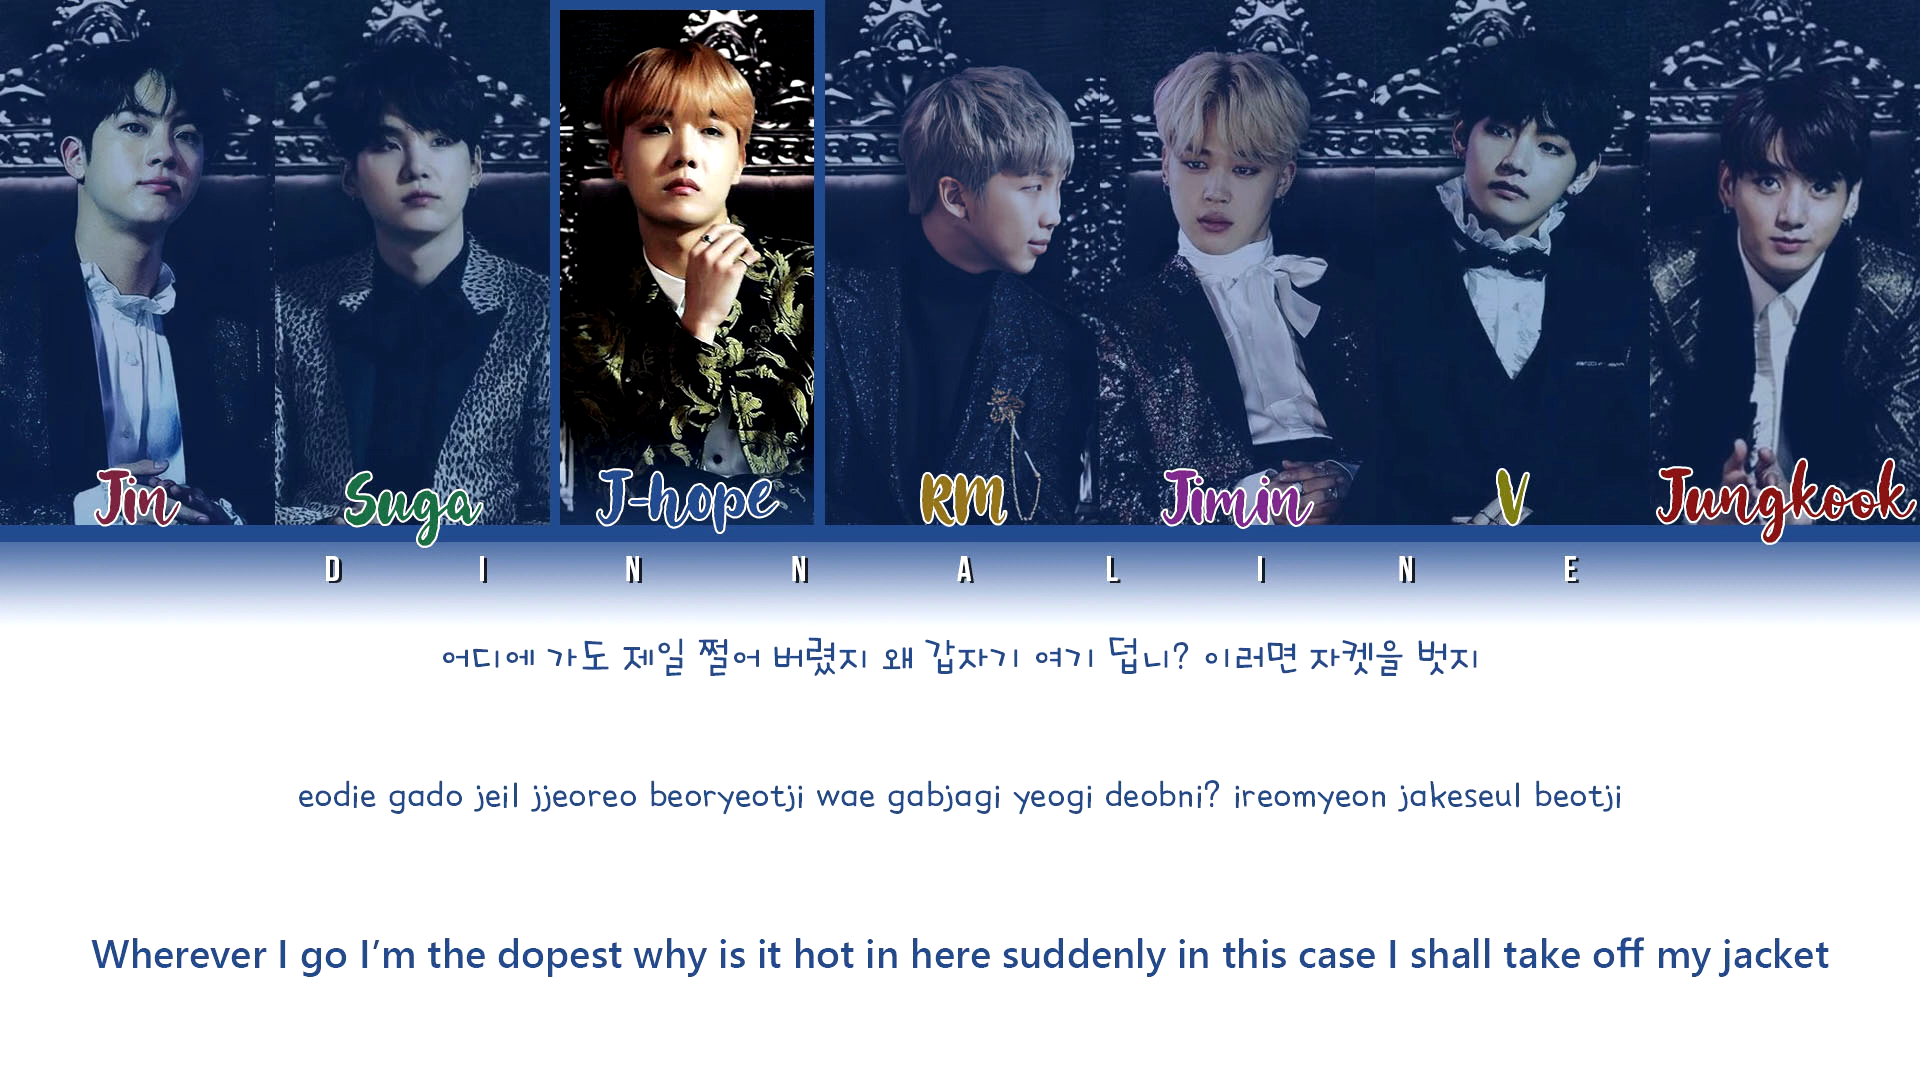 Jin Suga J-hope RM Jimin V Jungkook
DINNALINE
어디에 가도 제일 쩔어 버렸지 왜 갑자기 여기 덥니? 이러면 자켓을 벗지
eodie gado jeil jjeoreo beoryeotji wae gabjagi yeogi deobni? ireomyeon jakeseul beotji
Wherever I go I’m the dopest why is it hot in here suddenly in this case I shall take off my jacket